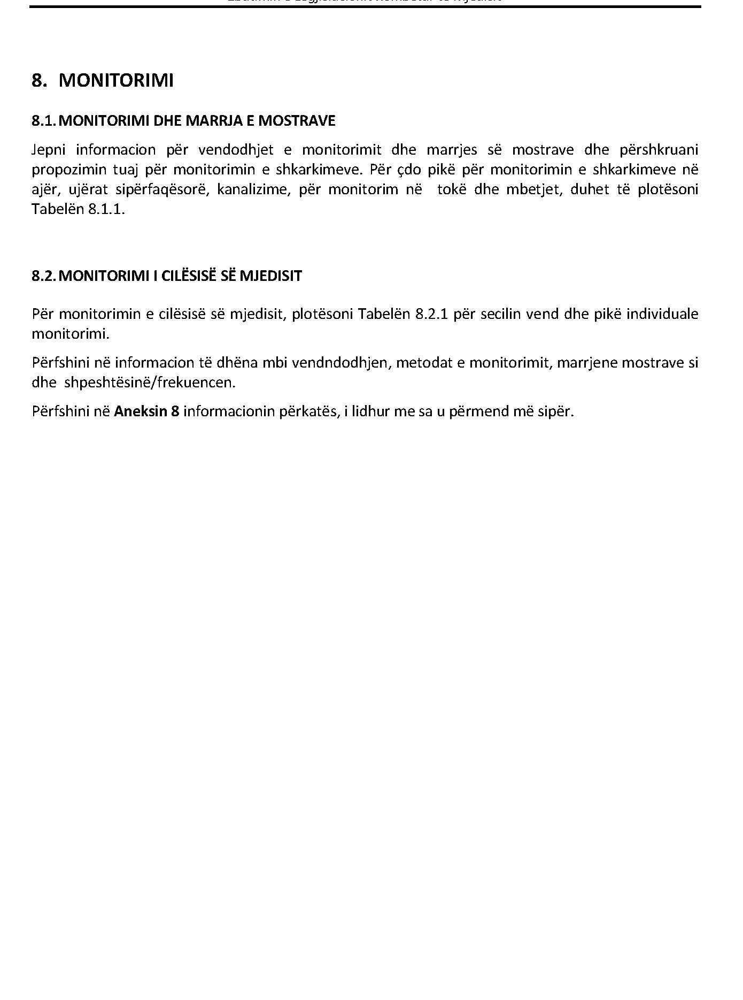 8. MONITORIMI
8.1. MONITORIMI DHE MARRJA E MOSTRAVE
Jepni informacion për vendodhjet e monitorimit dhe marrjes së mostrave dhe përshkruani
propozimin tuaj për monitorimin e shkarkimeve. Për çdo pikë për monitorimin e shkarkimeve në
ajër, ujërat sipërfaqësorë, kanalizime, për monitorim në tokë dhe mbetjet, duhet të plotësoni
Tabelën 8.1.1.
8.2. MONITORIMI I CILËSISË SË MJEDISIT
Për monitorimin e cilësisë së mjedisit, plotësoni Tabelën 8.2.1 për secilin vend dhe pikë individuale
monitorimi.
Përfshini në informacion të dhëna mbi vendndodhjen, metodat e monitorimit, marrjene mostrave si
dhe shpeshtësinë/frekuencen.
Përfshini në Aneksin 8 informacionin përkatës, i lidhur me sa u përmend më sipër.